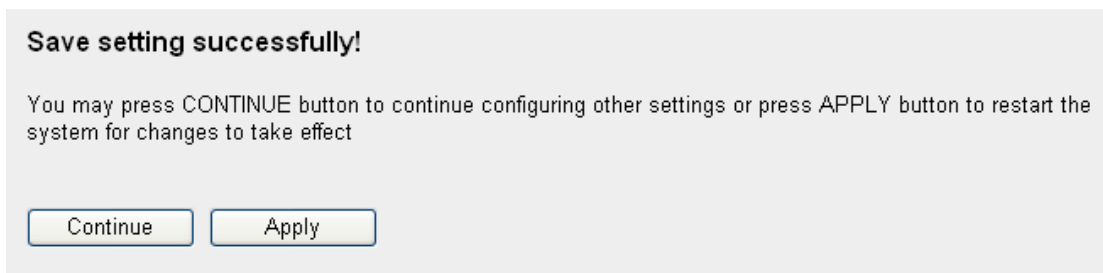 Save setting successfully!
You may press CONTINUE button to continue configuring other settings or press APPLY button to restart the
system for changes to take effect
Continue Apply